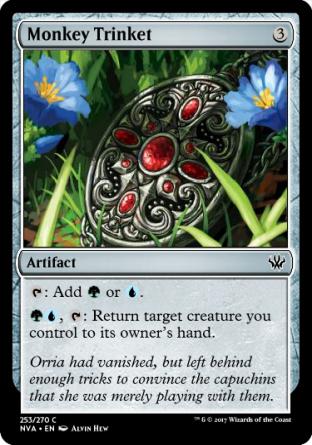 Monkey Trinket 3
Artifact
: Add or .
, : Return target creature you
control to its owner's hand.
Orria had vanished, but left behind
enough tricks to convince the capuchins
that she was merely playing with them.
253/270 C
NVA • EN Alvin Hew
™ & © 2017 Wizards of the Coast